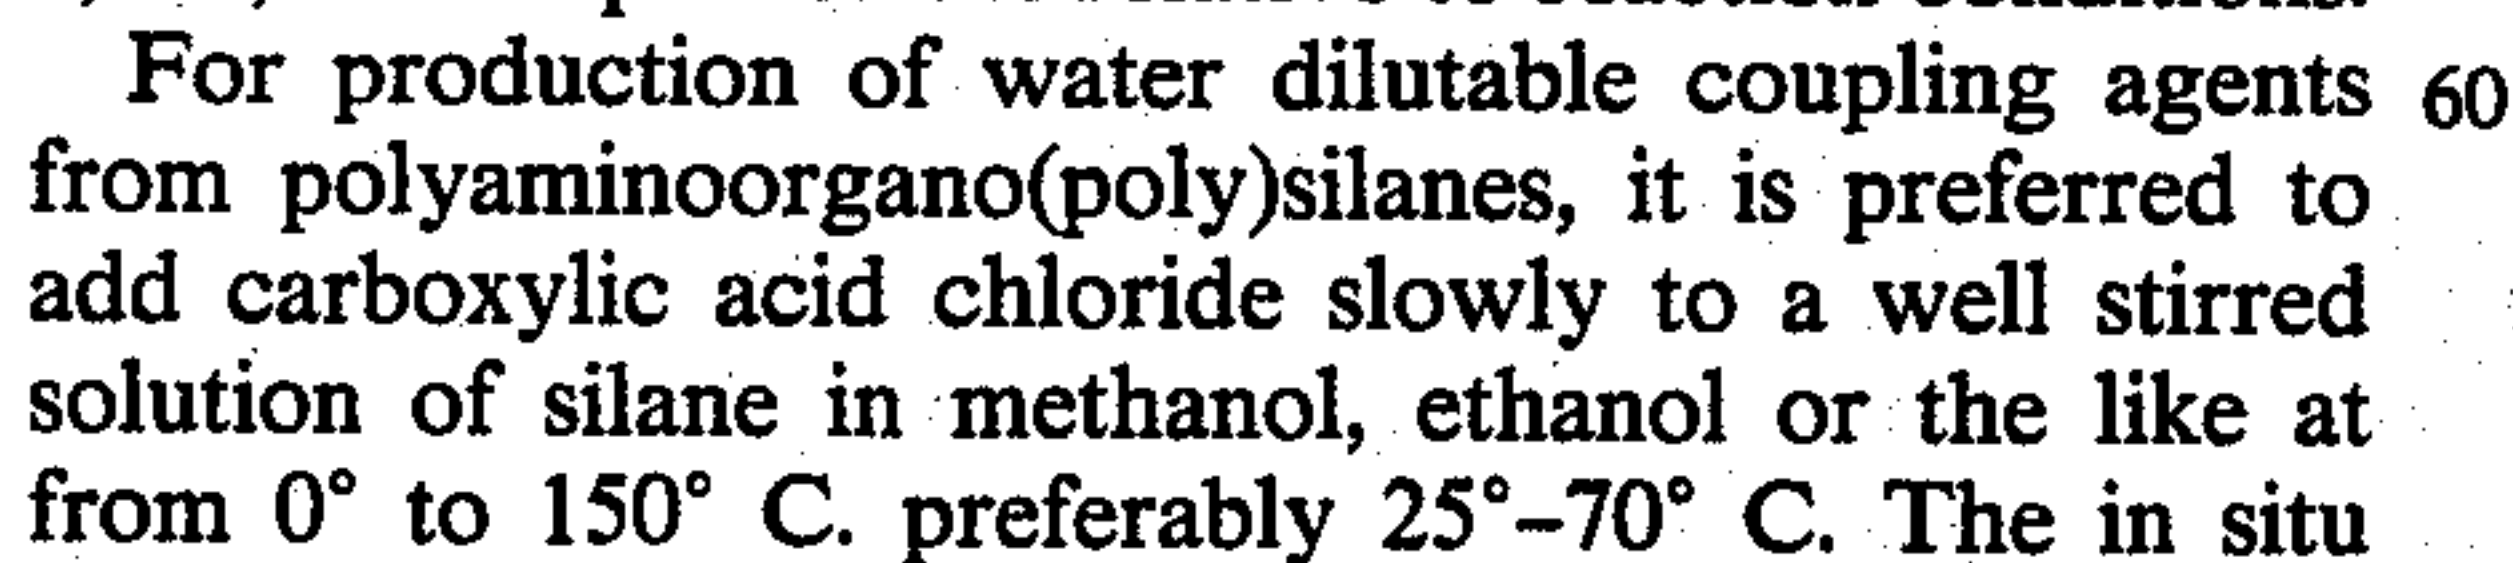 For production of water dilutable coupling agents 60
from polyaminoorgano(poly)silanes, it is preferred to
add carboxylic acid chloride slowly to a well stirred
solution of silane in methanol, ethanol or the like at
from 0° to 150° C. preferably 25°–70° C. The in situ